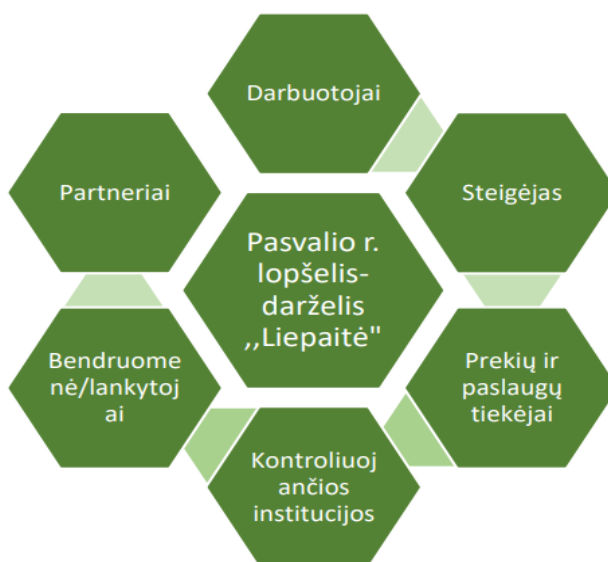 Darbuotojai
Partneriai
Steigėjas
Pasvalio r.
lopšelis-
darželis
,,Liepaitė"
Bendruome
nė/lankytoj
ai
Prekių ir
paslaugų
tiekėjai
Kontroliuoj
ančios
institucijos